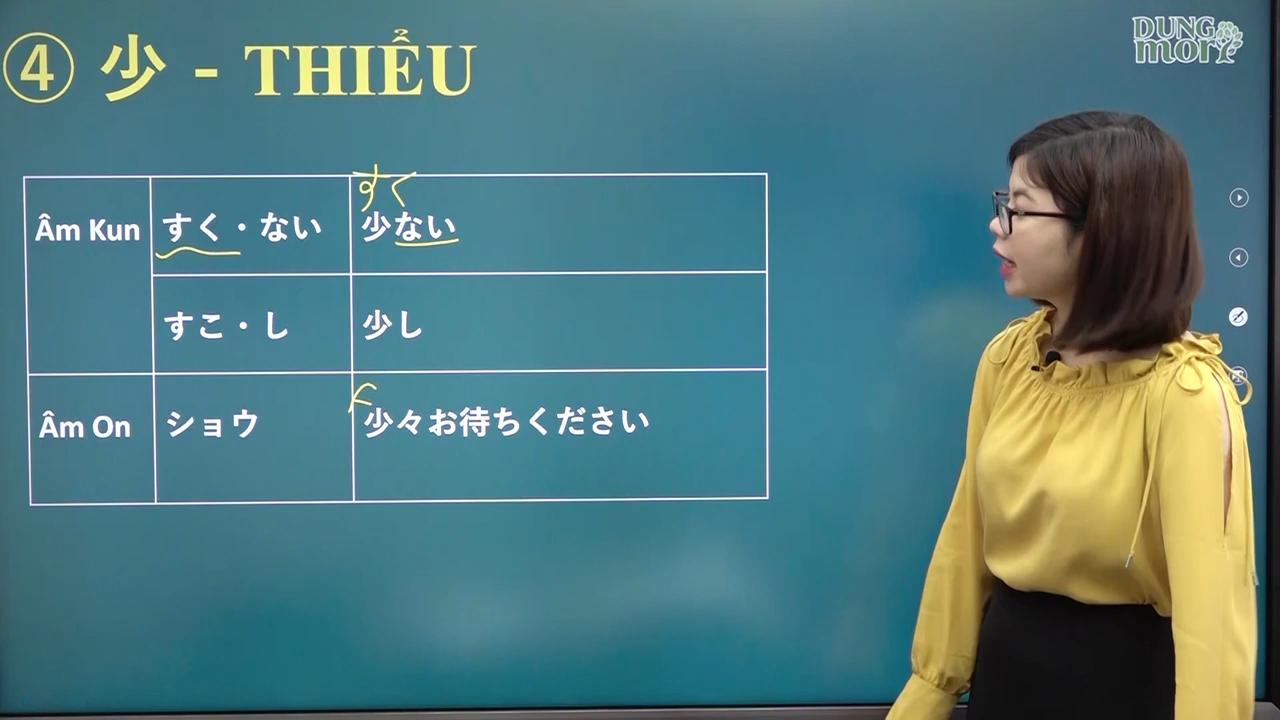 ④ 少 - THIỂU
DUNG
mori
すく
Âm Kun
すく・ない
少ない
すこ・し
少し
Âm On
ショウ
少々お待ちください